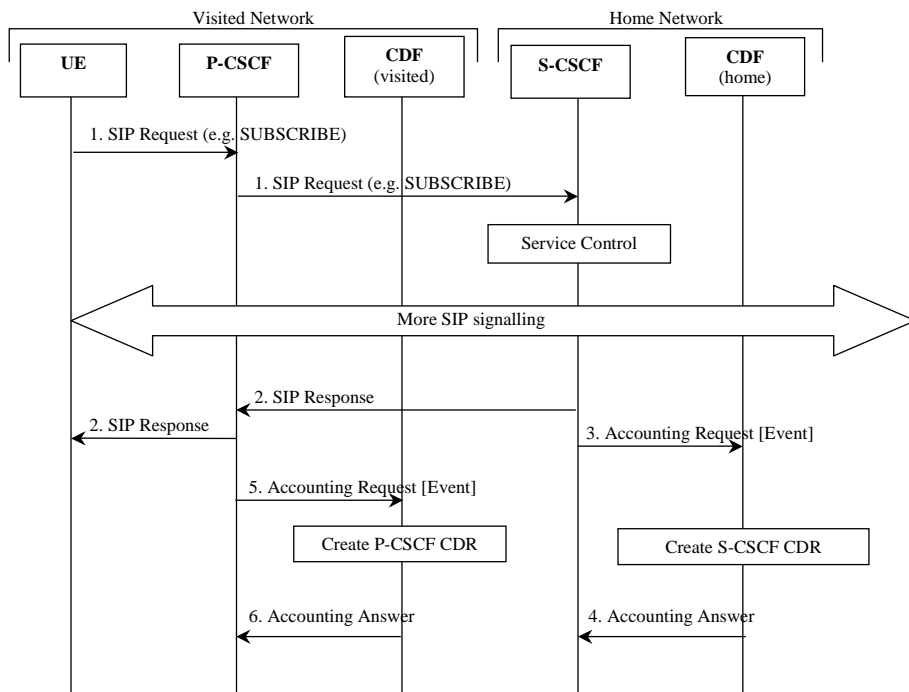 Visited Network
Home Network
UE
P-CSCF
CDF
(visited)
S-CSCF
CDF
(home)
1. SIP Request (e.g. SUBSCRIBE)
1. SIP Request (e.g. SUBSCRIBE)
Service Control
More SIP signalling
2. SIP Response
2. SIP Response
3. Accounting Request [Event]
5. Accounting Request [Event]
Create P-CSCF CDR
Create S-CSCF CDR
6. Accounting Answer
4. Accounting Answer